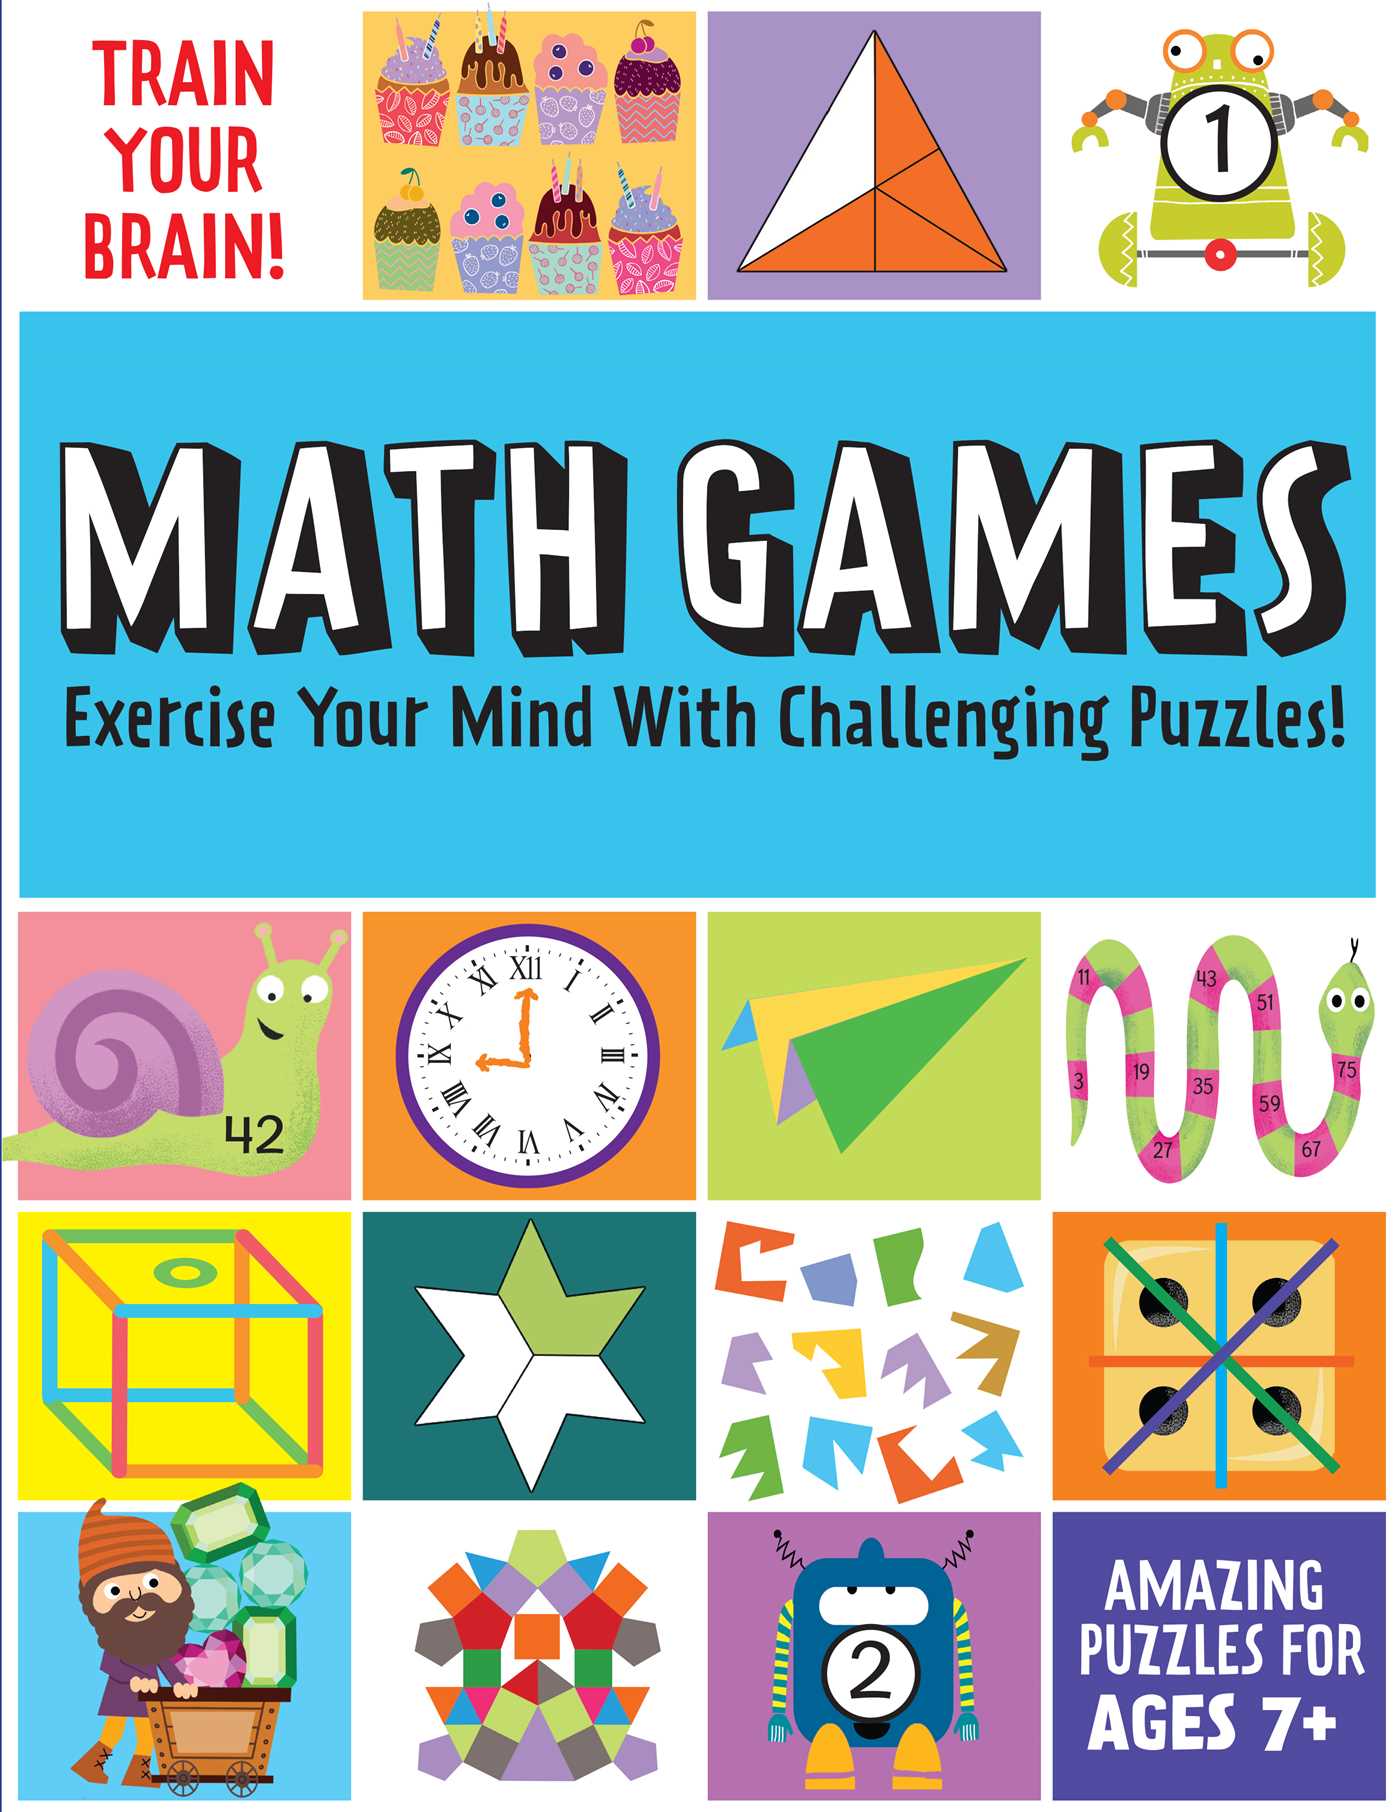 TRAIN
YOUR
BRAIN!
1
MATH GAMES
Exercise Your Mind With Challenging Puzzles!
42
XII
I
II
III
V
VI
VII
VIII
IX
X
XI
3
11
19
27
35
43
51
59
67
75
2
AMAZING
PUZZLES FOR
AGES 7+